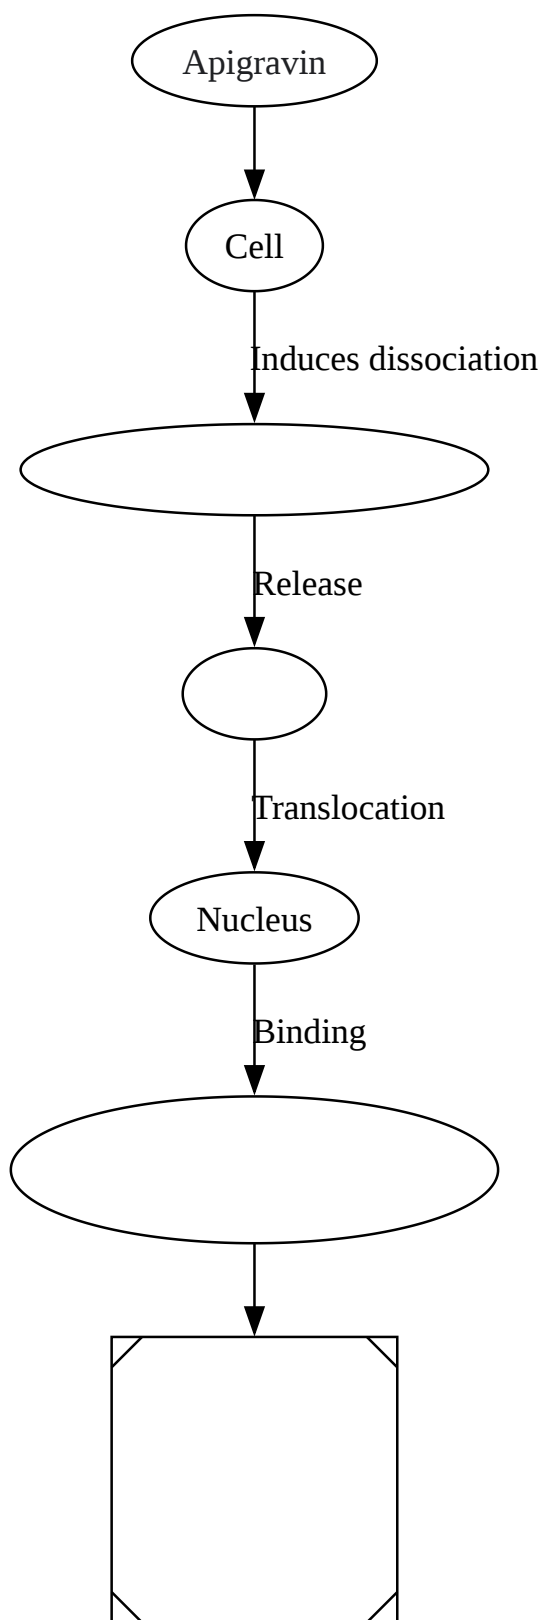 Apigravin
Cell
Induces dissociation
Release
Translocation
Nucleus
Binding